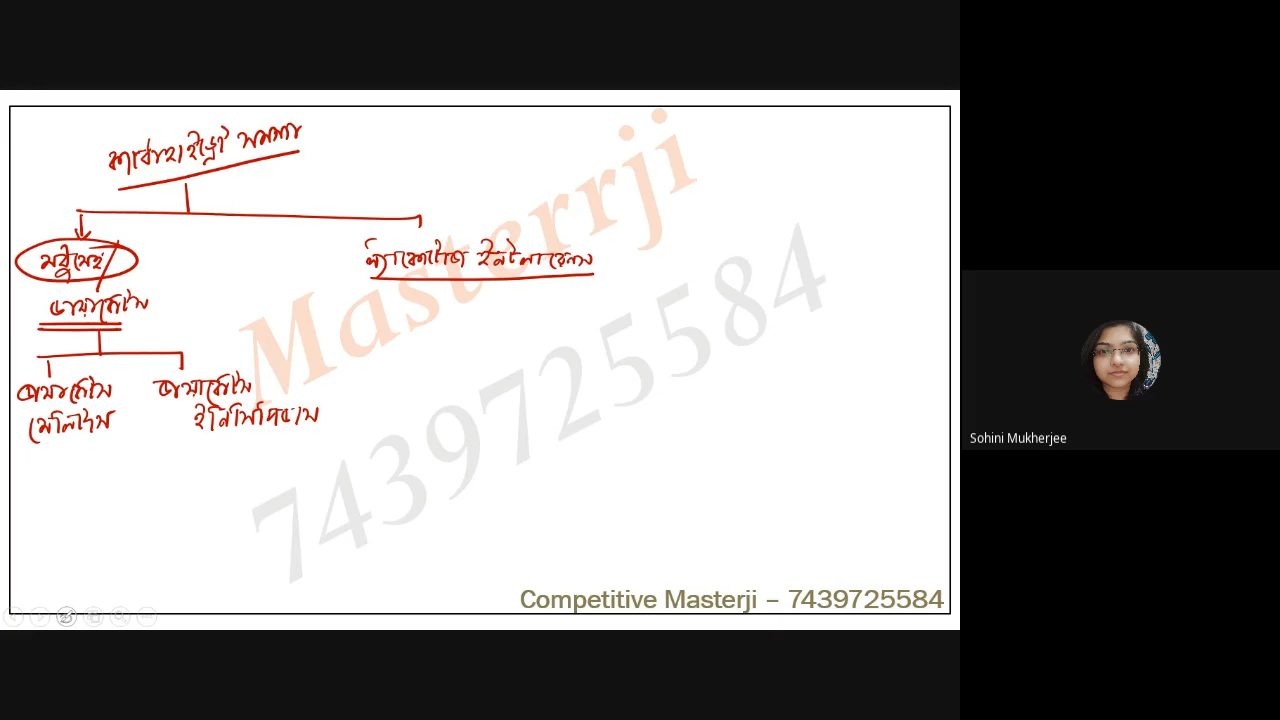 কার্বোহাইড্রেট সমস্যা
মধুমেহ
ল্যাকটোজ ইনটলারেন্স
ডায়াবেটিস
ডায়াবেটিস
মেলিটাস
ডায়াবেটিস
ইনসিপিডাস
Masterrji
7439725584
Competitive Masterji – 7439725584
Sohini Mukherjee